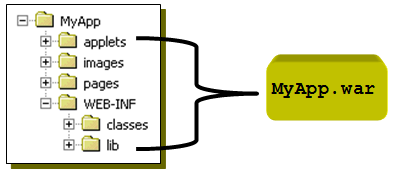 MyApp
applets
images
pages
WEB-INF
classes
lib
MyApp.war